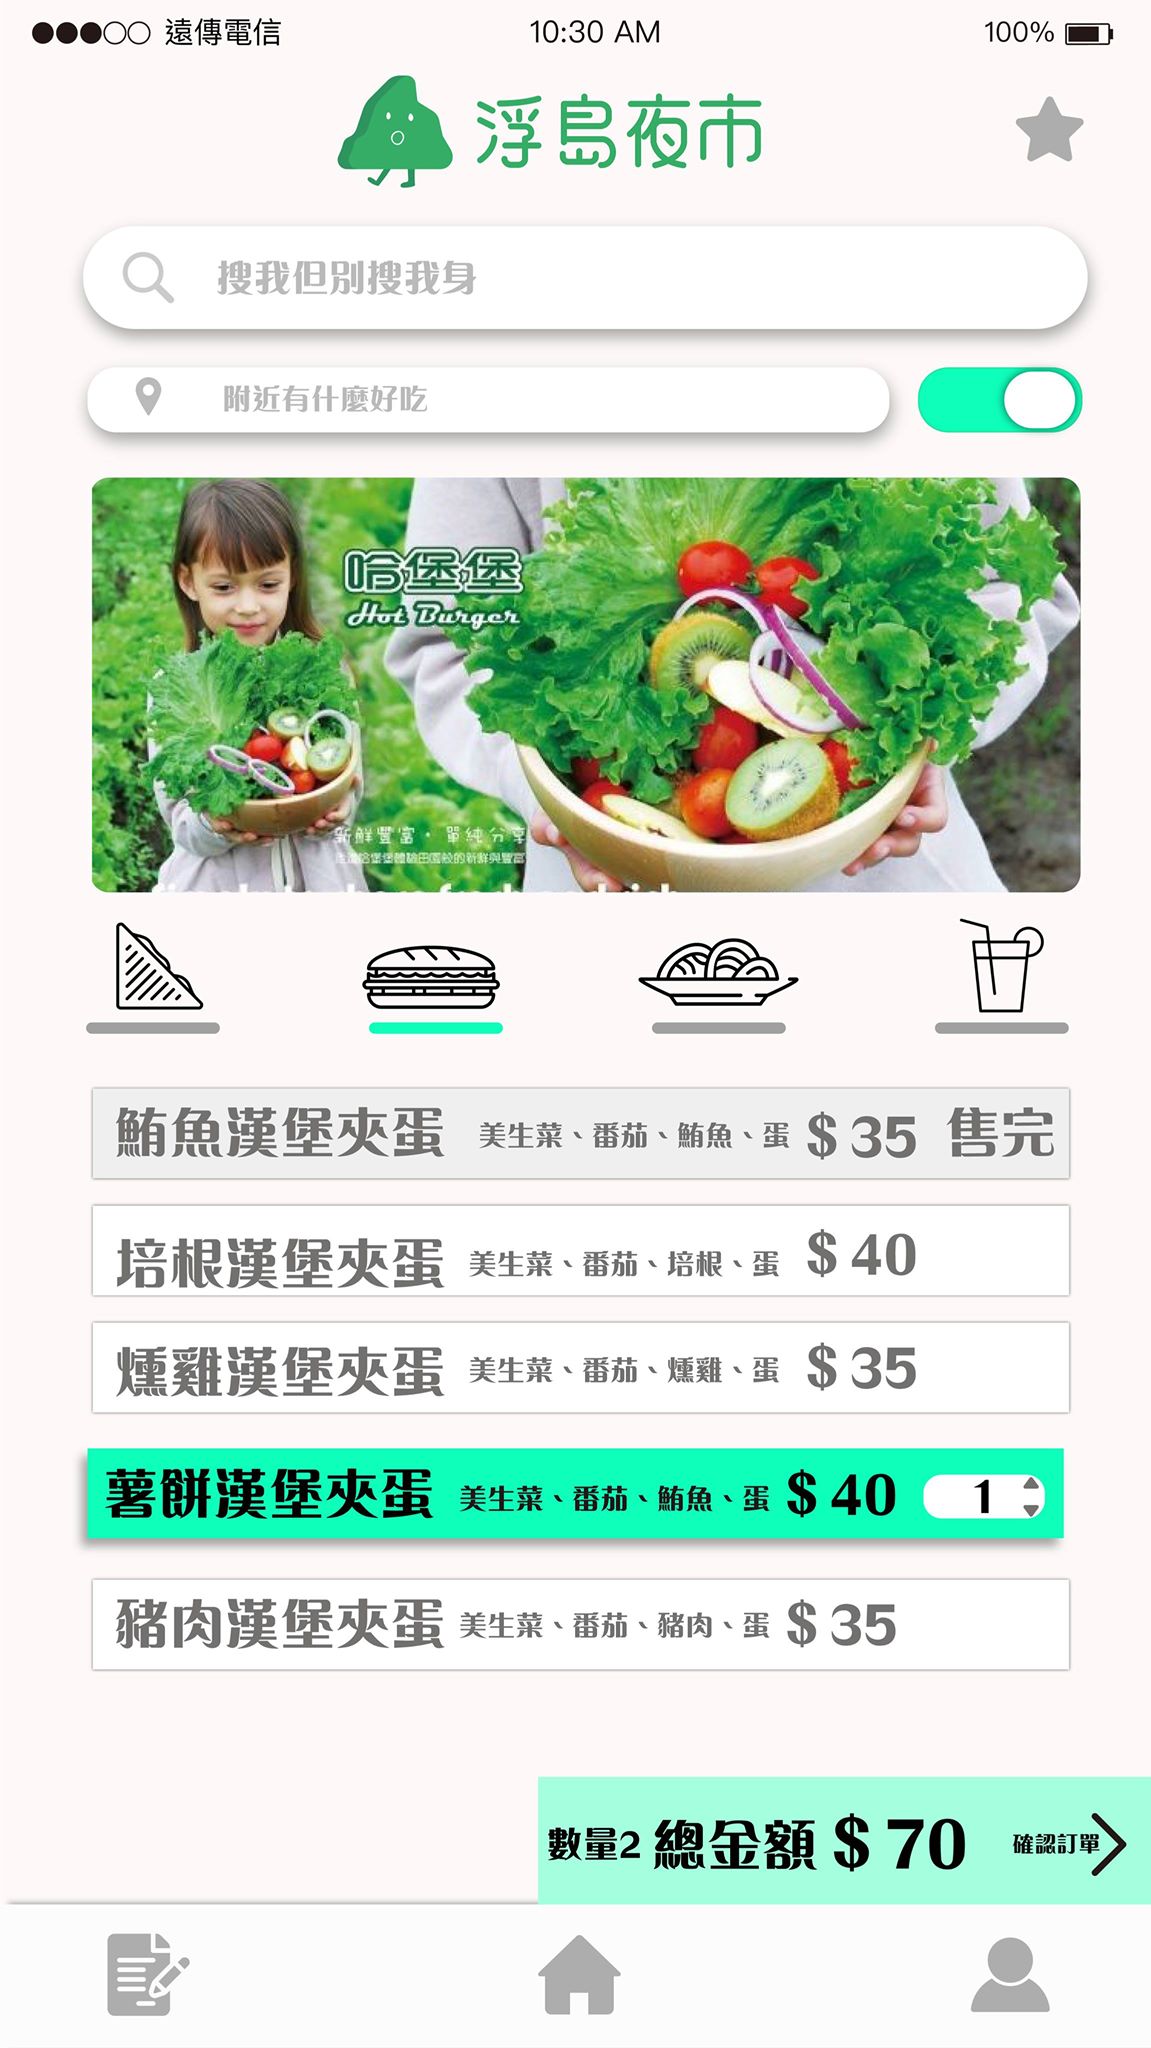 遠傳電信 10:30 AM 100%
浮島夜市
搜我但別搜我身
附近有什麼好吃
哈堡堡
Hot Burger
新鮮豐富・單純分享
鮪魚漢堡夾蛋 美生菜、番茄、鮪魚、蛋 $35 售完
培根漢堡夾蛋 美生菜、番茄、培根、蛋 $40
燻雞漢堡夾蛋 美生菜、番茄、燻雞、蛋 $35
薯餅漢堡夾蛋 美生菜、番茄、鮪魚、蛋 $40 1
豬肉漢堡夾蛋 美生菜、番茄、豬肉、蛋 $35
數量2 總金額 $70 確認訂單